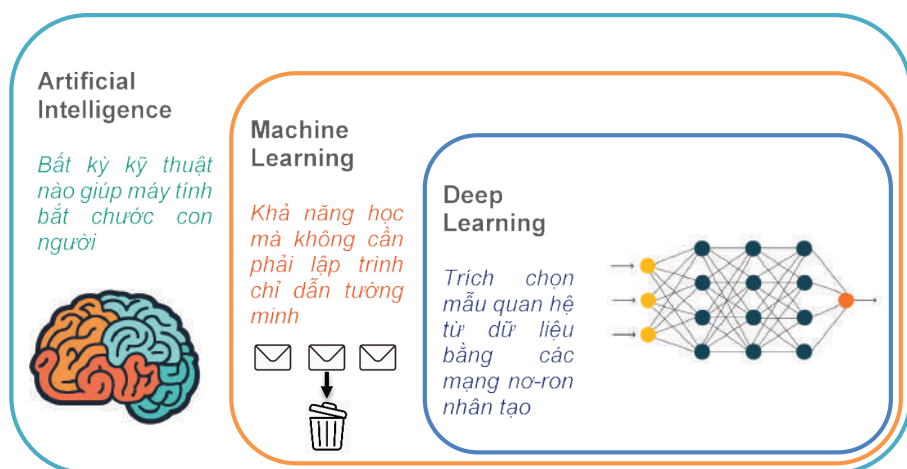 Artificial
Intelligence
Bất kỳ kỹ thuật
nào giúp máy tính
bắt chước con
người
Machine
Learning
Khả năng học
mà không cần
phải lập trình
chỉ dẫn tường
minh
Deep
Learning
Trích chọn
mẫu quan hệ
từ dữ liệu
bằng các
mạng nơ-ron
nhân tạo